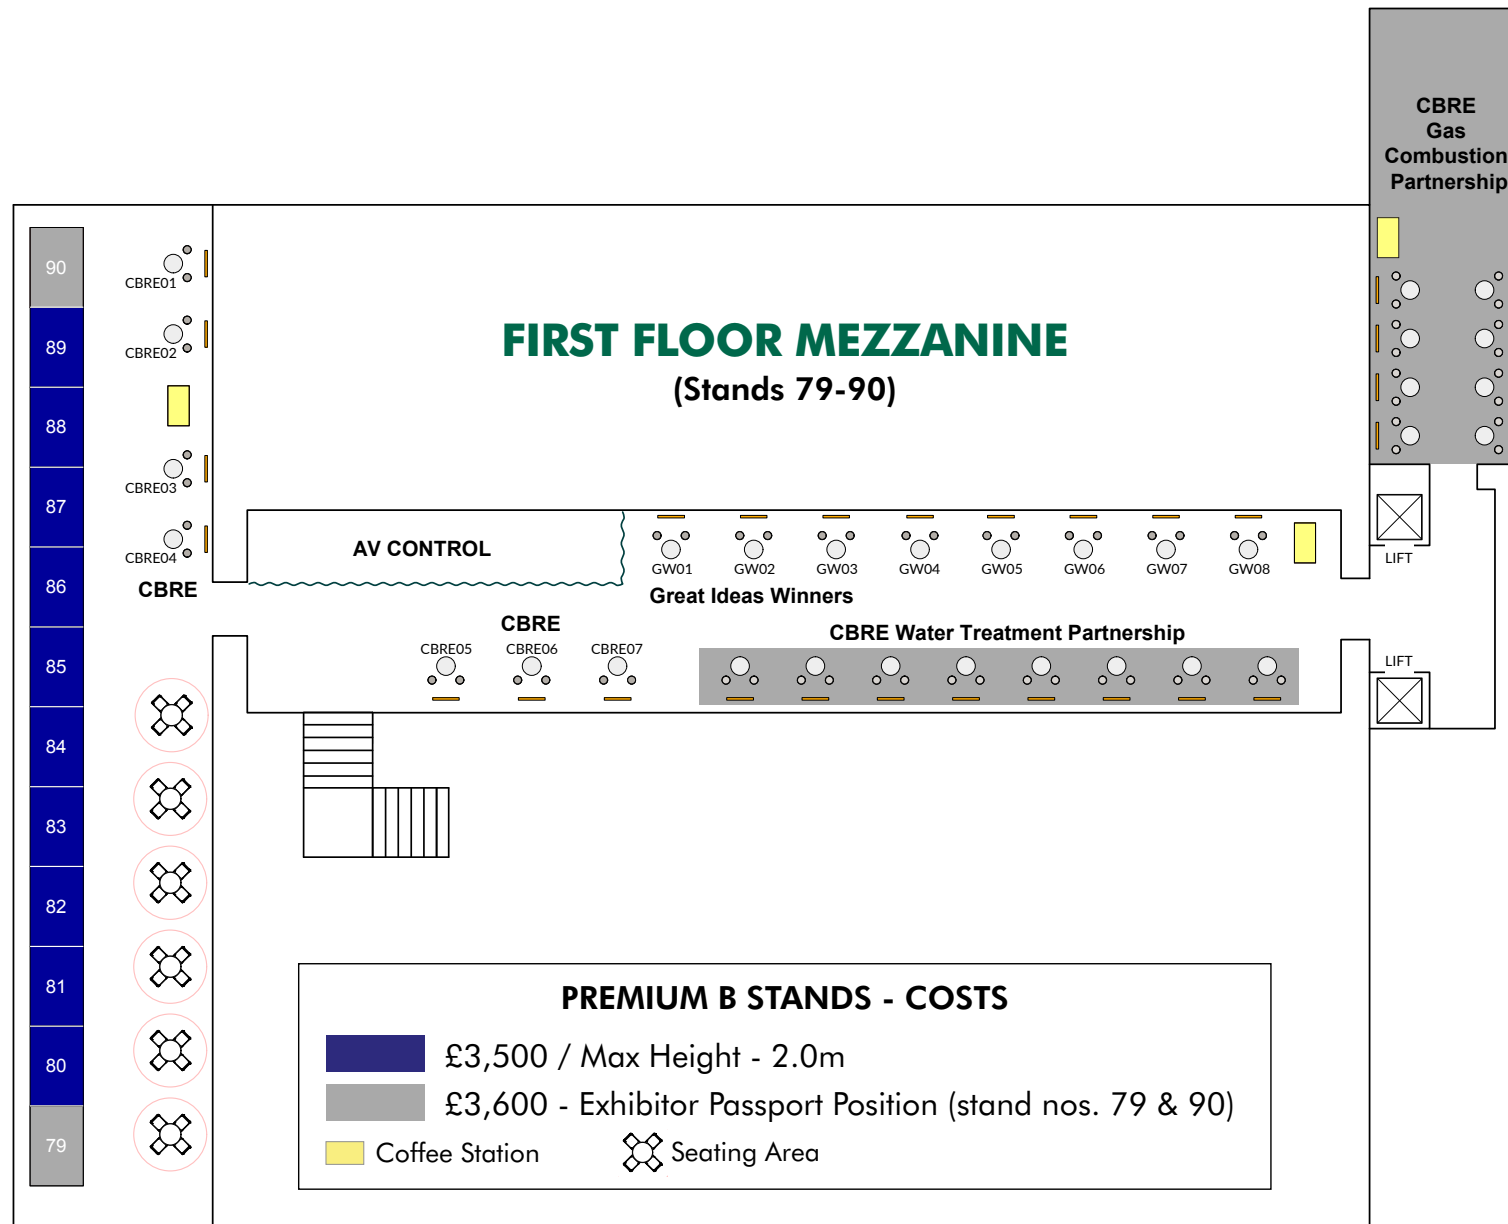 CBRE
Gas
Combustion
Partnership
90
89
88
87
86
85
84
83
82
81
80
79
CBRE01
CBRE02
CBRE03
CBRE04
CBRE
FIRST FLOOR MEZZANINE
(Stands 79-90)
AV CONTROL
GW01 GW02 GW03 GW04 GW05 GW06 GW07 GW08
Great Ideas Winners
LIFT
CBRE
CBRE05 CBRE06 CBRE07
CBRE Water Treatment Partnership
LIFT
PREMIUM B STANDS - COSTS
£3,500 / Max Height - 2.0m
£3,600 - Exhibitor Passport Position (stand nos. 79 & 90)
Coffee Station
Seating Area